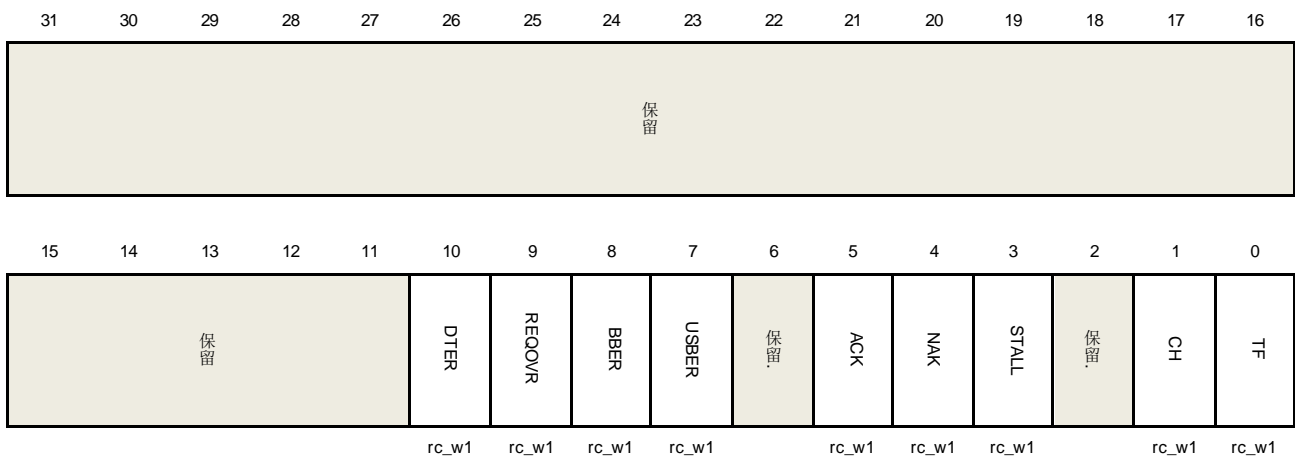 31 30 29 28 27 26 25 24 23 22 21 20 19 18 17 16
保留
15 14 13 12 11 10 9 8 7 6 5 4 3 2 1 0
保留 DTER REQOVR BBER USBER 保留. ACK NAK STALL 保留. CH TF
rc_w1 rc_w1 rc_w1 rc_w1 rc_w1 rc_w1 rc_w1 rc_w1 rc_w1